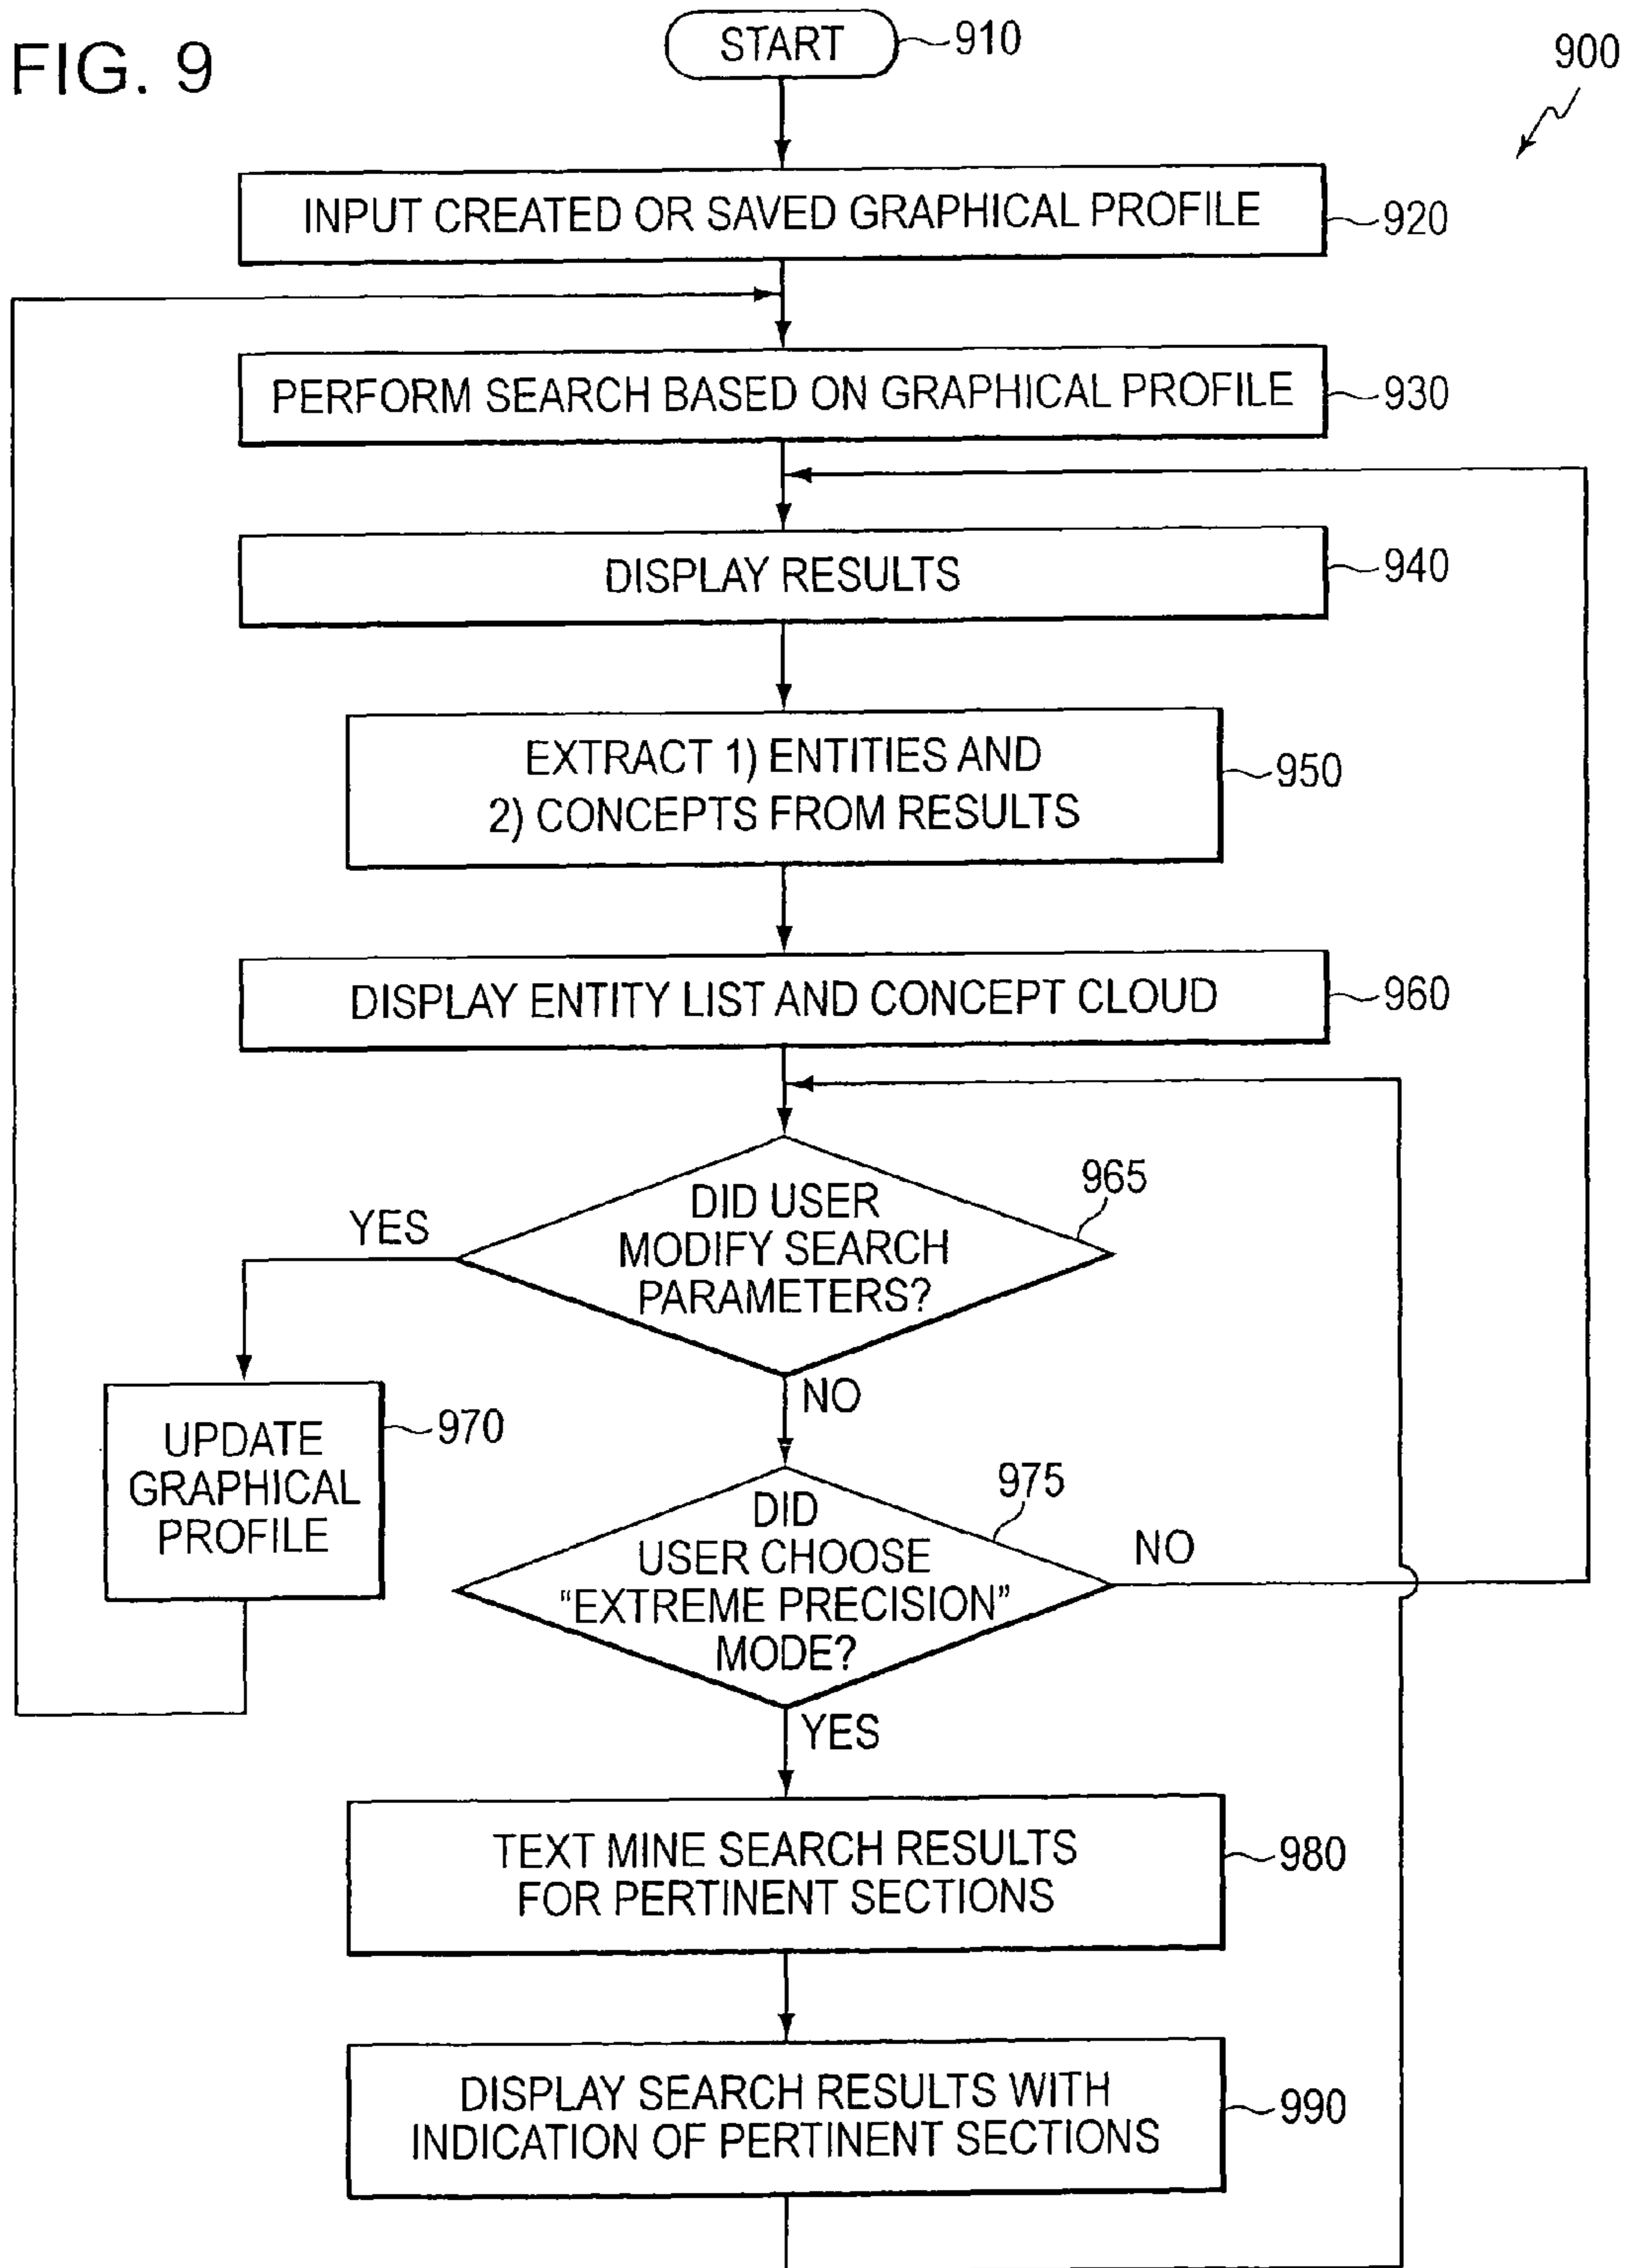 FIG. 9
START
910
900
INPUT CREATED OR SAVED GRAPHICAL PROFILE
920
PERFORM SEARCH BASED ON GRAPHICAL PROFILE
930
DISPLAY RESULTS
940
EXTRACT 1) ENTITIES AND
2) CONCEPTS FROM RESULTS
950
DISPLAY ENTITY LIST AND CONCEPT CLOUD
960
DID USER
MODIFY SEARCH
PARAMETERS?
965
YES
NO
UPDATE
GRAPHICAL
PROFILE
970
DID
USER CHOOSE
“EXTREME PRECISION”
MODE?
975
NO
YES
TEXT MINE SEARCH RESULTS
FOR PERTINENT SECTIONS
980
DISPLAY SEARCH RESULTS WITH
INDICATION OF PERTINENT SECTIONS
990